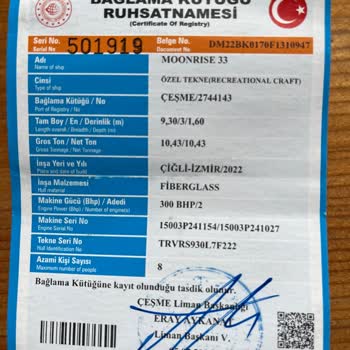 BAĞLAMA KÜTÜĞÜ
RUHSATNAMESİ
(Certificate Of Registry)
Seri No. 501919 Belge No. DM22BK0170F1310947
Serial No Document No
Adı MOONRISE 33
Name of ship
Cinsi ÖZEL TEKNE(RECREATIONAL CRAFT)
Type of ship
Bağlama Kütüğü / No ÇEŞME/2744143
Port of Registry / No
Tam Boy / En / Derinlik (m) 9,30/3/1,60
Length overall / Breadth / Depth (m)
Gros Ton / Net Ton 10,43/10,43
Gross Tonnage / Net Tonnage
İnşa Yeri ve Yılı ÇİĞLİ-İZMİR/2022
Place and date of build
İnşa Malzemesi FİBERGLASS
Hull material
Makine Gücü (Bhp) / Adedi 300 BHP/2
Engine Power (Bhp) / Number of engine(s)
Makine Seri No 15003P241154/15003P241027
Engine Serial No
Tekne Seri No TRVRS930L7F222
Hull Identification No
Azami Kişi Sayısı 8
Maximum number of people
Bağlama Kütüğüne kayıt olunduğu tasdik olunur.
ÇEŞME Liman Başkanlığı
ERAY AYKANAT
Liman Başkanı V.